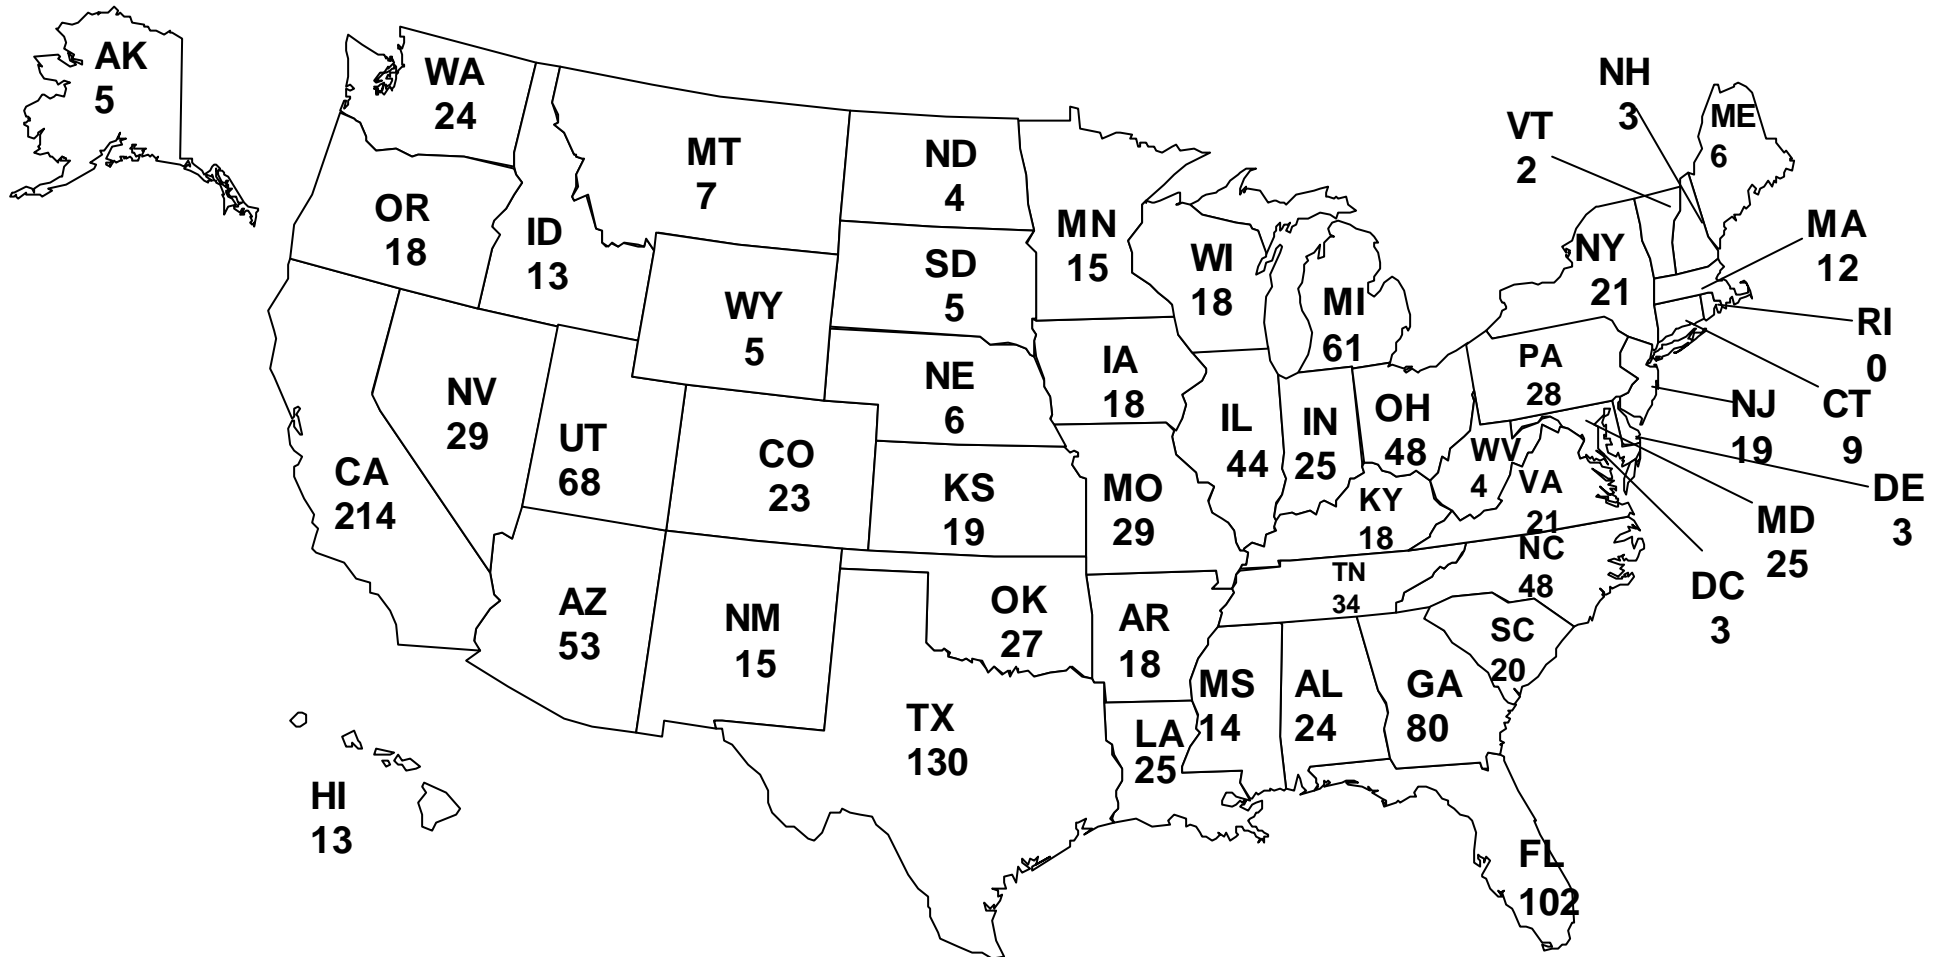 AK
5
WA
24
OR
18
CA
214
ID
13
NV
29
MT
7
WY
5
UT
68
AZ
53
CO
23
NM
15
ND
4
SD
5
NE
6
KS
19
OK
27
TX
130
MN
15
IA
18
MO
29
AR
18
LA
25
WI
18
IL
44
MI
61
IN
25
OH
48
KY
18
TN
34
MS
14
AL
24
GA
80
FL
102
SC
20
NC
48
VA
21
WV
4
PA
28
NY
21
VT
2
NH
3
ME
6
MA
12
RI
0
CT
9
NJ
19
DE
3
MD
25
DC
3
HI
13